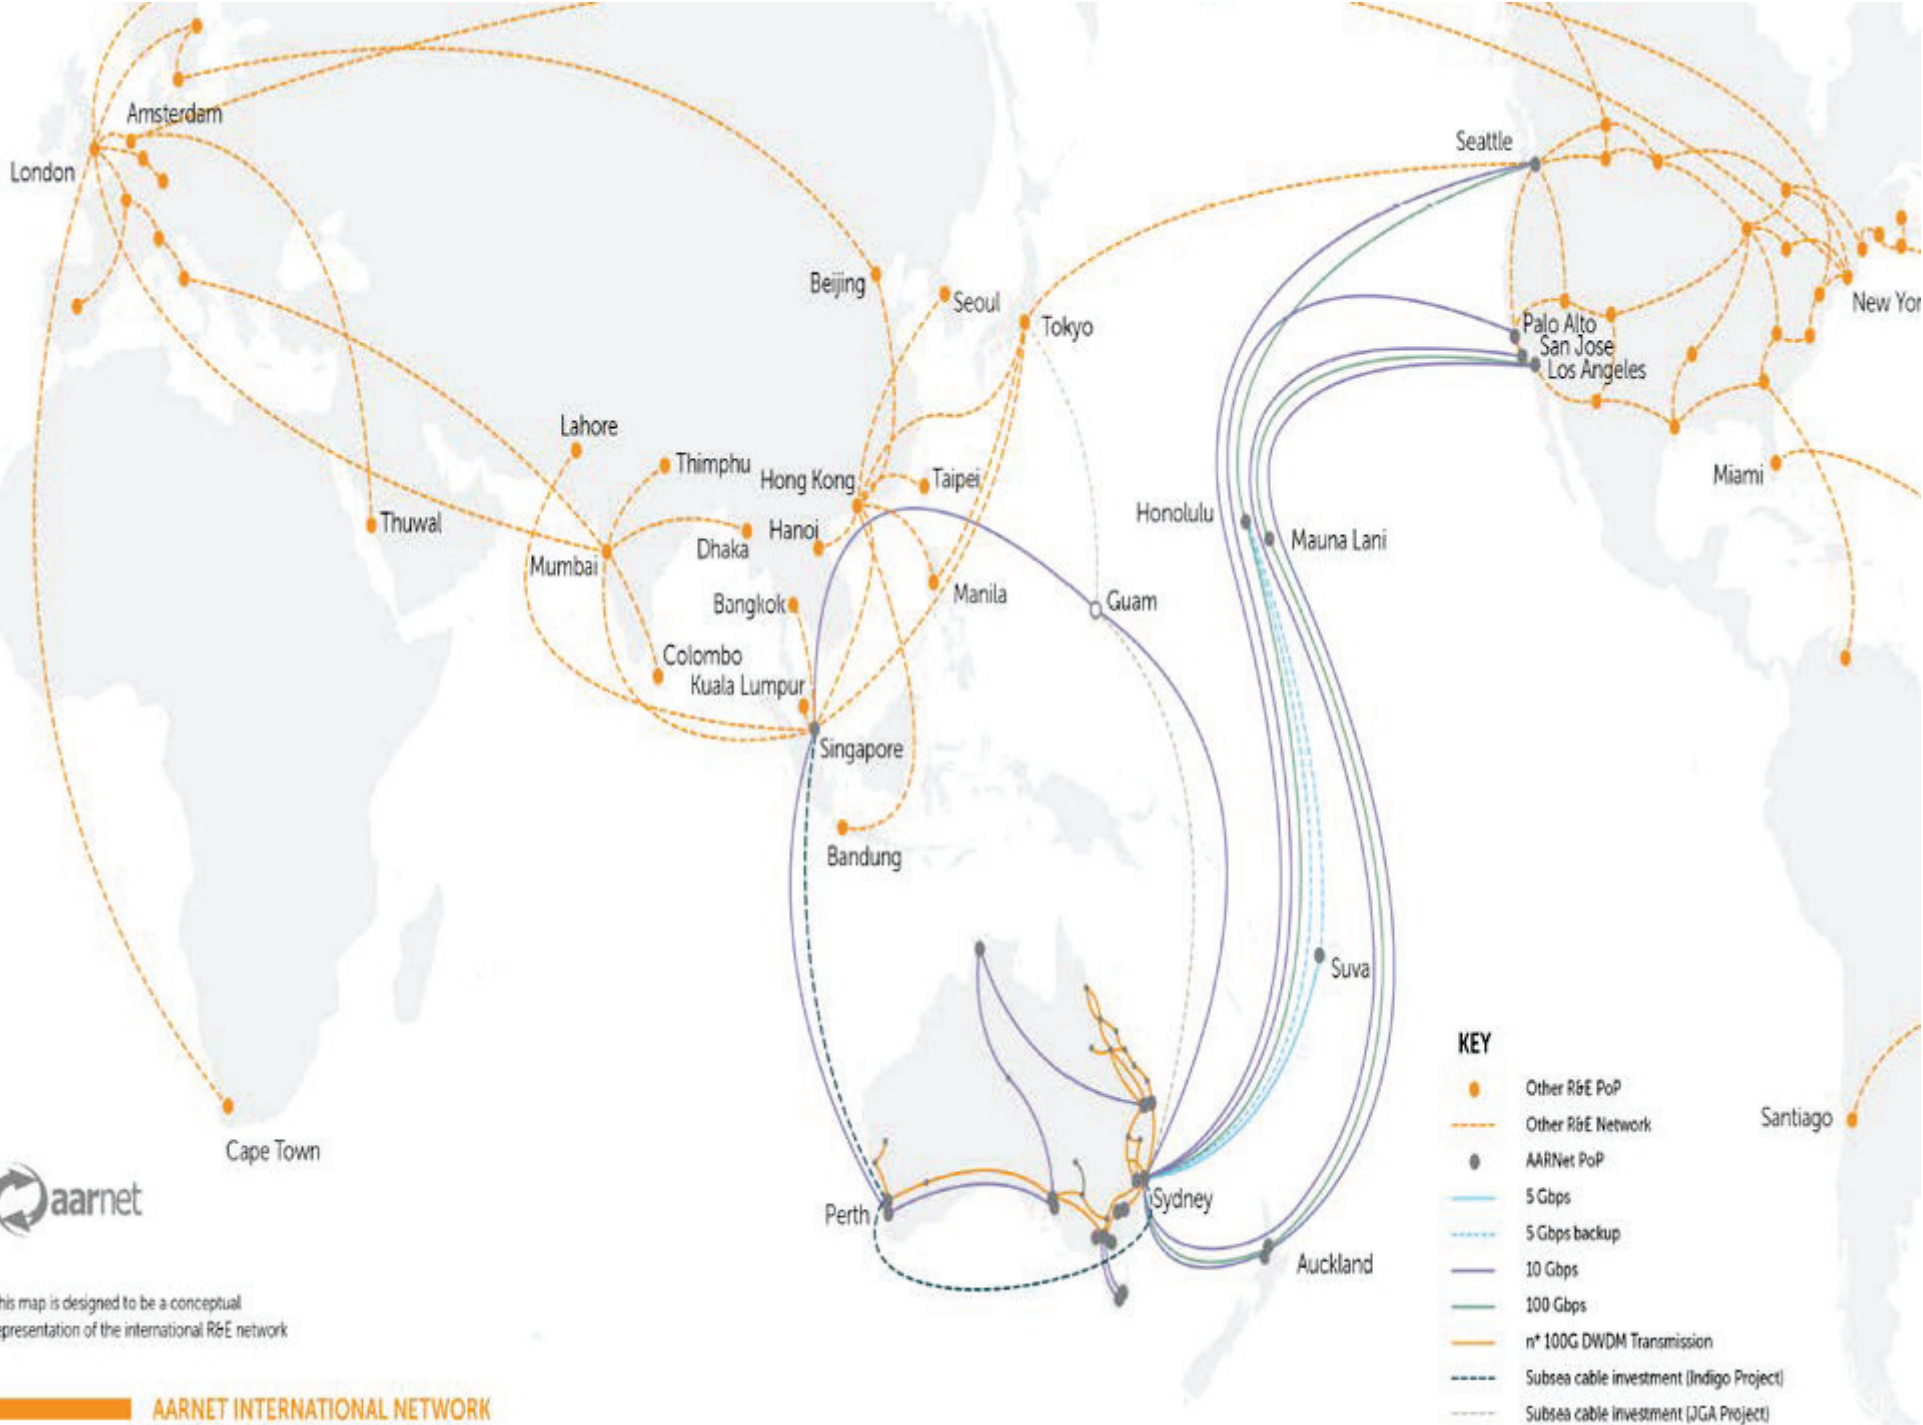 Amsterdam
London
Seattle
Beijing
Seoul
Tokyo
New Yor
Palo Alto
San Jose
Los Angeles
Lahore
Thimphu
Hong Kong
Taipei
Miami
Thuwal
Honolulu
Mauna Lani
Dhaka
Hanoi
Mumbai
Bangkok
Manila
Guam
Colombo
Kuala Lumpur
Singapore
Bandung
Suva
Cape Town
Perth
Sydney
Auckland
Santiago
KEY
Other R&E PoP
Other R&E Network
AARNet PoP
5 Gbps
5 Gbps backup
10 Gbps
100 Gbps
n* 100G DWDM Transmission
Subsea cable investment (Indigo Project)
Subsea cable investment (JGA Project)
aarnet
his map is designed to be a conceptual
epresentation of the international R&E network
AARNET INTERNATIONAL NETWORK